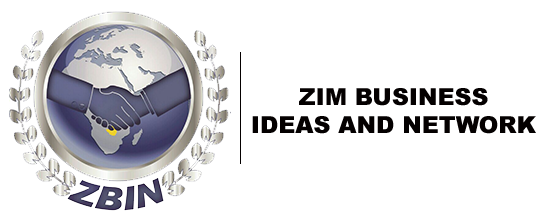 ZBIN
ZIM BUSINESS
IDEAS AND NETWORK